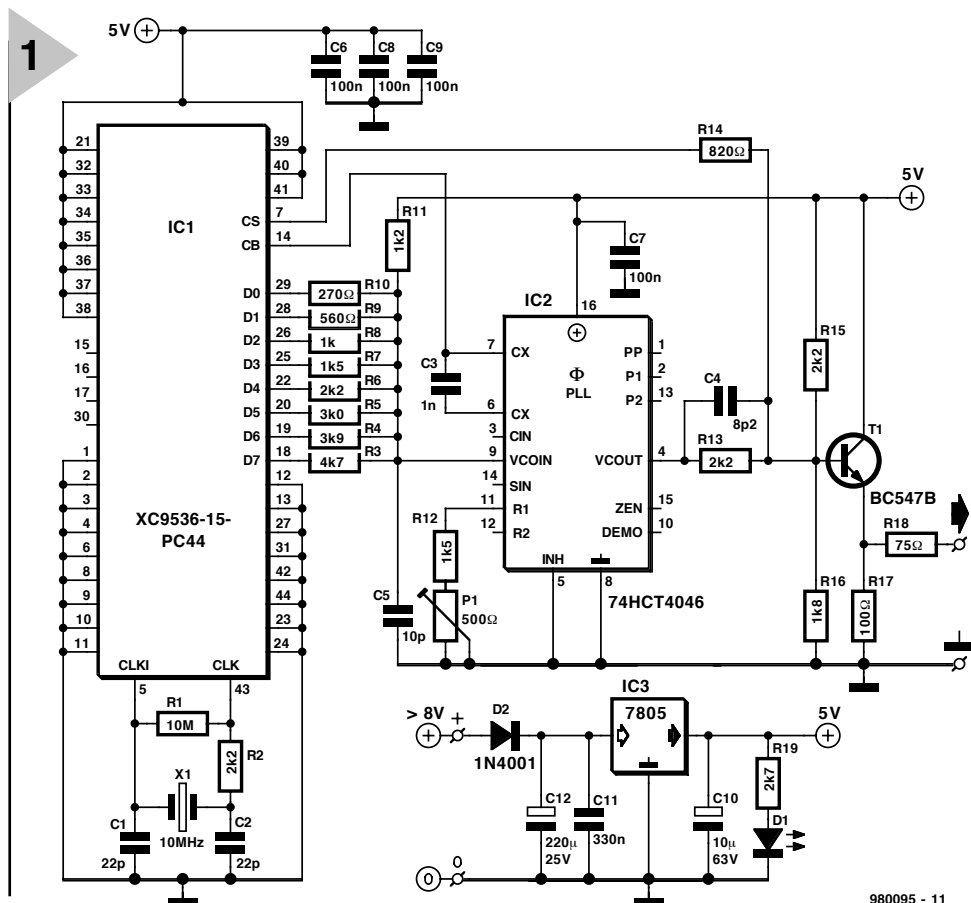 1
5V
C6
100n
C8
100n
C9
100n
21
32
33
34
35
36
37
38
15
16
17
30
1
2
3
4
6
8
9
10
11
IC1
XC9536-15-
PC44
39
40
41
CS 7
CB 14
D0 29
D1 28
D2 26
D3 25
D4 22
D5 20
D6 19
D7 18
12
13
27
31
42
44
23
24
CLKI
5
CLK
43
270Ω R10
560Ω R9
1k R8
1k5 R7
2k2 R6
3k0 R5
3k9 R4
4k7 R3
R11
1k2
R14
820Ω
5V
C7
100n
IC2
16
7 CX
6 CX
3 CIN
9 VCOIN
14 SIN
11 R1
12 R2
Φ
PLL
PP 1
P1 2
P2 13
VCOUT 4
ZEN 15
DEMO 10
INH
5
8
74HCT4046
C3
1n
R12
1k5
P1
500Ω
C5
10p
C4
8p2
R13
2k2
R15
2k2
T1
BC547B
R18
75Ω
R16
1k8
R17
100Ω
R1
10M
R2
2k2
X1
10MHz
C1
22p
C2
22p
> 8V +
D2
1N4001
IC3
7805
5V
C12
220µ
25V
C11
330n
C10
10µ
63V
R19
2k7
D1
0 0
980095 - 11